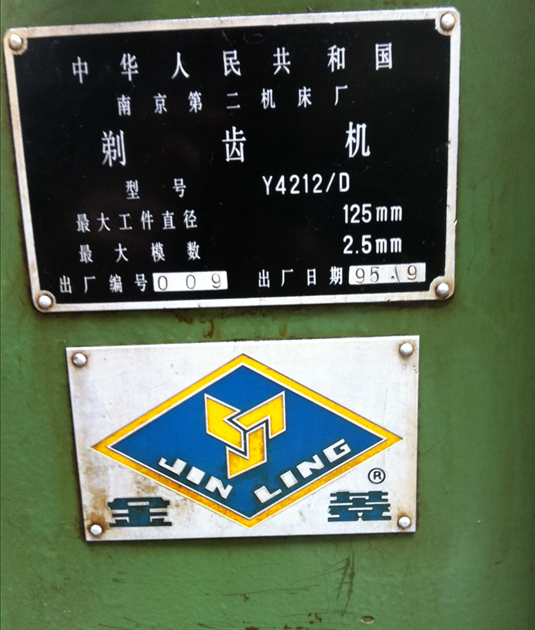 中华人民共和国
南京第二机床厂
剃齿机
型号 Y4212/D
最大工件直径 125mm
最大模数 2.5mm
出厂编号 009 出厂日期 95.9
JIN LING
®
金菱